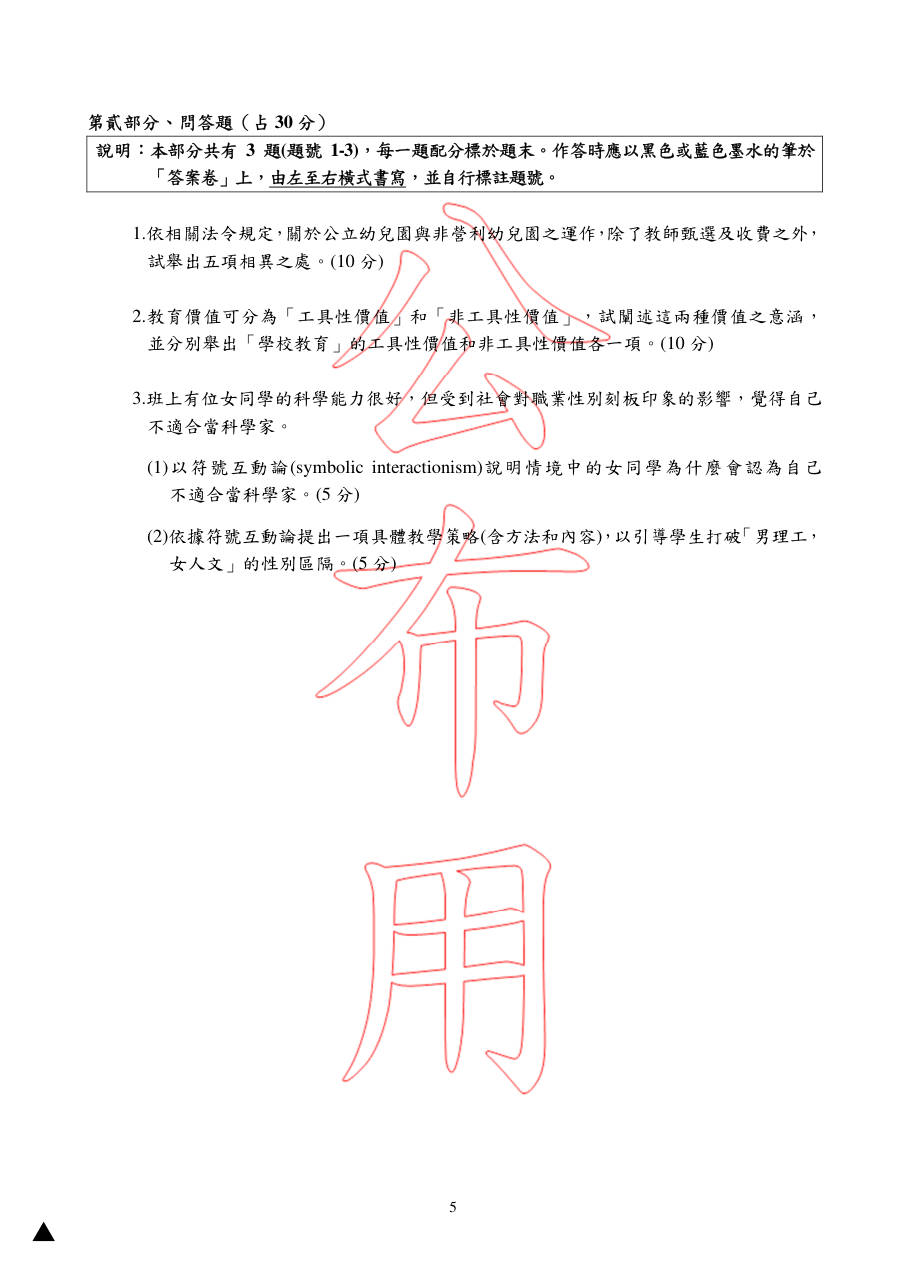 第貳部分、問答題（占 30 分）
說明：本部分共有 3 題(題號 1-3)，每一題配分標於題末。作答時應以黑色或藍色墨水的筆於
「答案卷」上，由左至右橫式書寫，並自行標註題號。
1.依相關法令規定，關於公立幼兒園與非營利幼兒園之運作，除了教師甄選及收費之外，
試舉出五項相異之處。(10 分)
2.教育價值可分為「工具性價值」和「非工具性價值」，試闡述這兩種價值之意涵，
並分別舉出「學校教育」的工具性價值和非工具性價值各一項。(10 分)
3.班上有位女同學的科學能力很好，但受到社會對職業性別刻板印象的影響，覺得自己
不適合當科學家。
(1)以符號互動論(symbolic interactionism)說明情境中的女同學為什麼會認為自己
不適合當科學家。(5 分)
(2)依據符號互動論提出一項具體教學策略(含方法和內容)，以引導學生打破「男理工，
女人文」的性別區隔。(5 分)
公
布
用
5